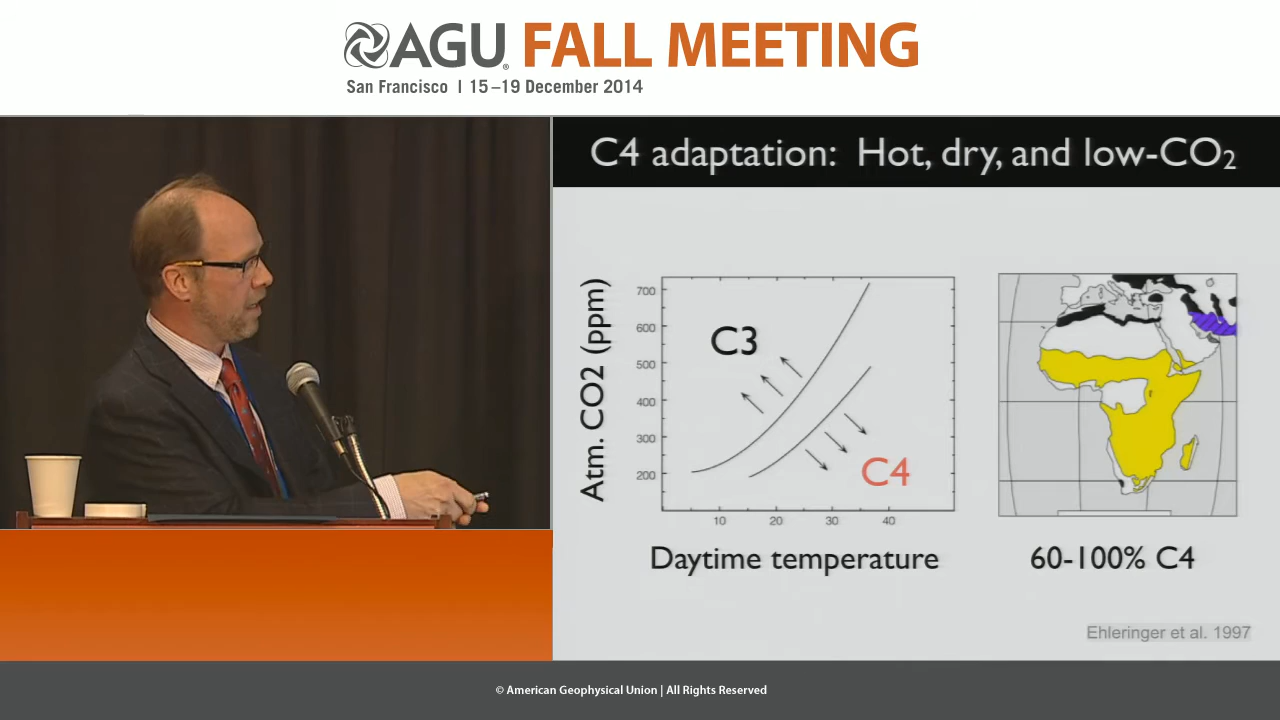 AGU® FALL MEETING
San Francisco | 15–19 December 2014
C4 adaptation: Hot, dry, and low-CO₂
Atm. CO2 (ppm)
700
600
500
400
300
200
C3
C4
10
20
30
40
Daytime temperature
60-100% C4
Ehleringer et al. 1997
© American Geophysical Union | All Rights Reserved